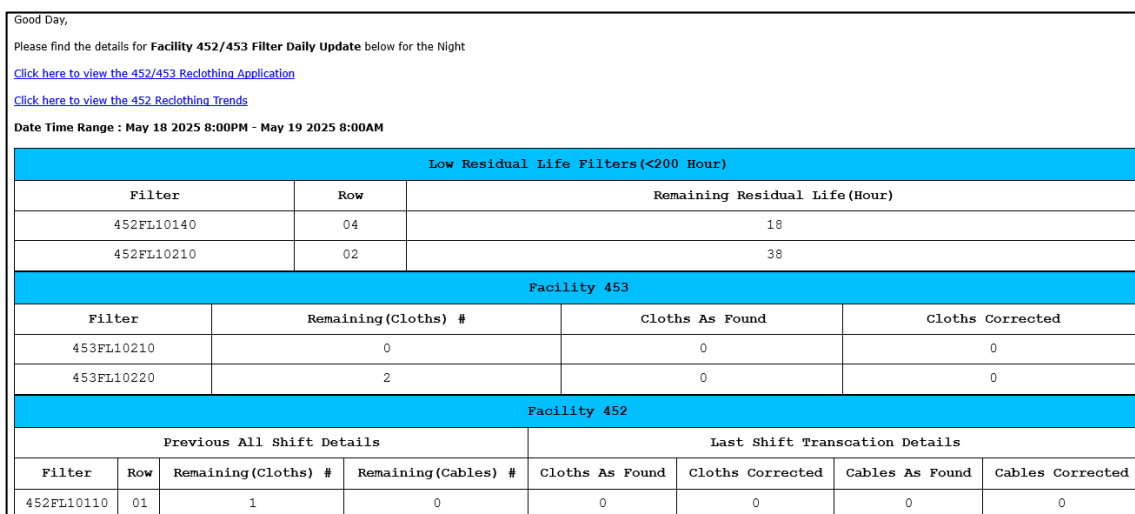 Good Day,
Please find the details for Facility 452/453 Filter Daily Update below for the Night
Click here to view the 452/453 Reclothing Application
Click here to view the 452 Reclothing Trends
Date Time Range : May 18 2025 8:00PM - May 19 2025 8:00AM
Low Residual Life Filters(<200 Hour)
Filter Row Remaining Residual Life(Hour)
452FL10140 04 18
452FL10210 02 38
Facility 453
Filter Remaining(Cloths) # Cloths As Found Cloths Corrected
453FL10210 0 0 0
453FL10220 2 0 0
Facility 452
Previous All Shift Details Last Shift Transcation Details
Filter Row Remaining(Cloths) # Remaining(Cables) # Cloths As Found Cloths Corrected Cables As Found Cables Corrected
452FL10110 01 1 0 0 0 0 0